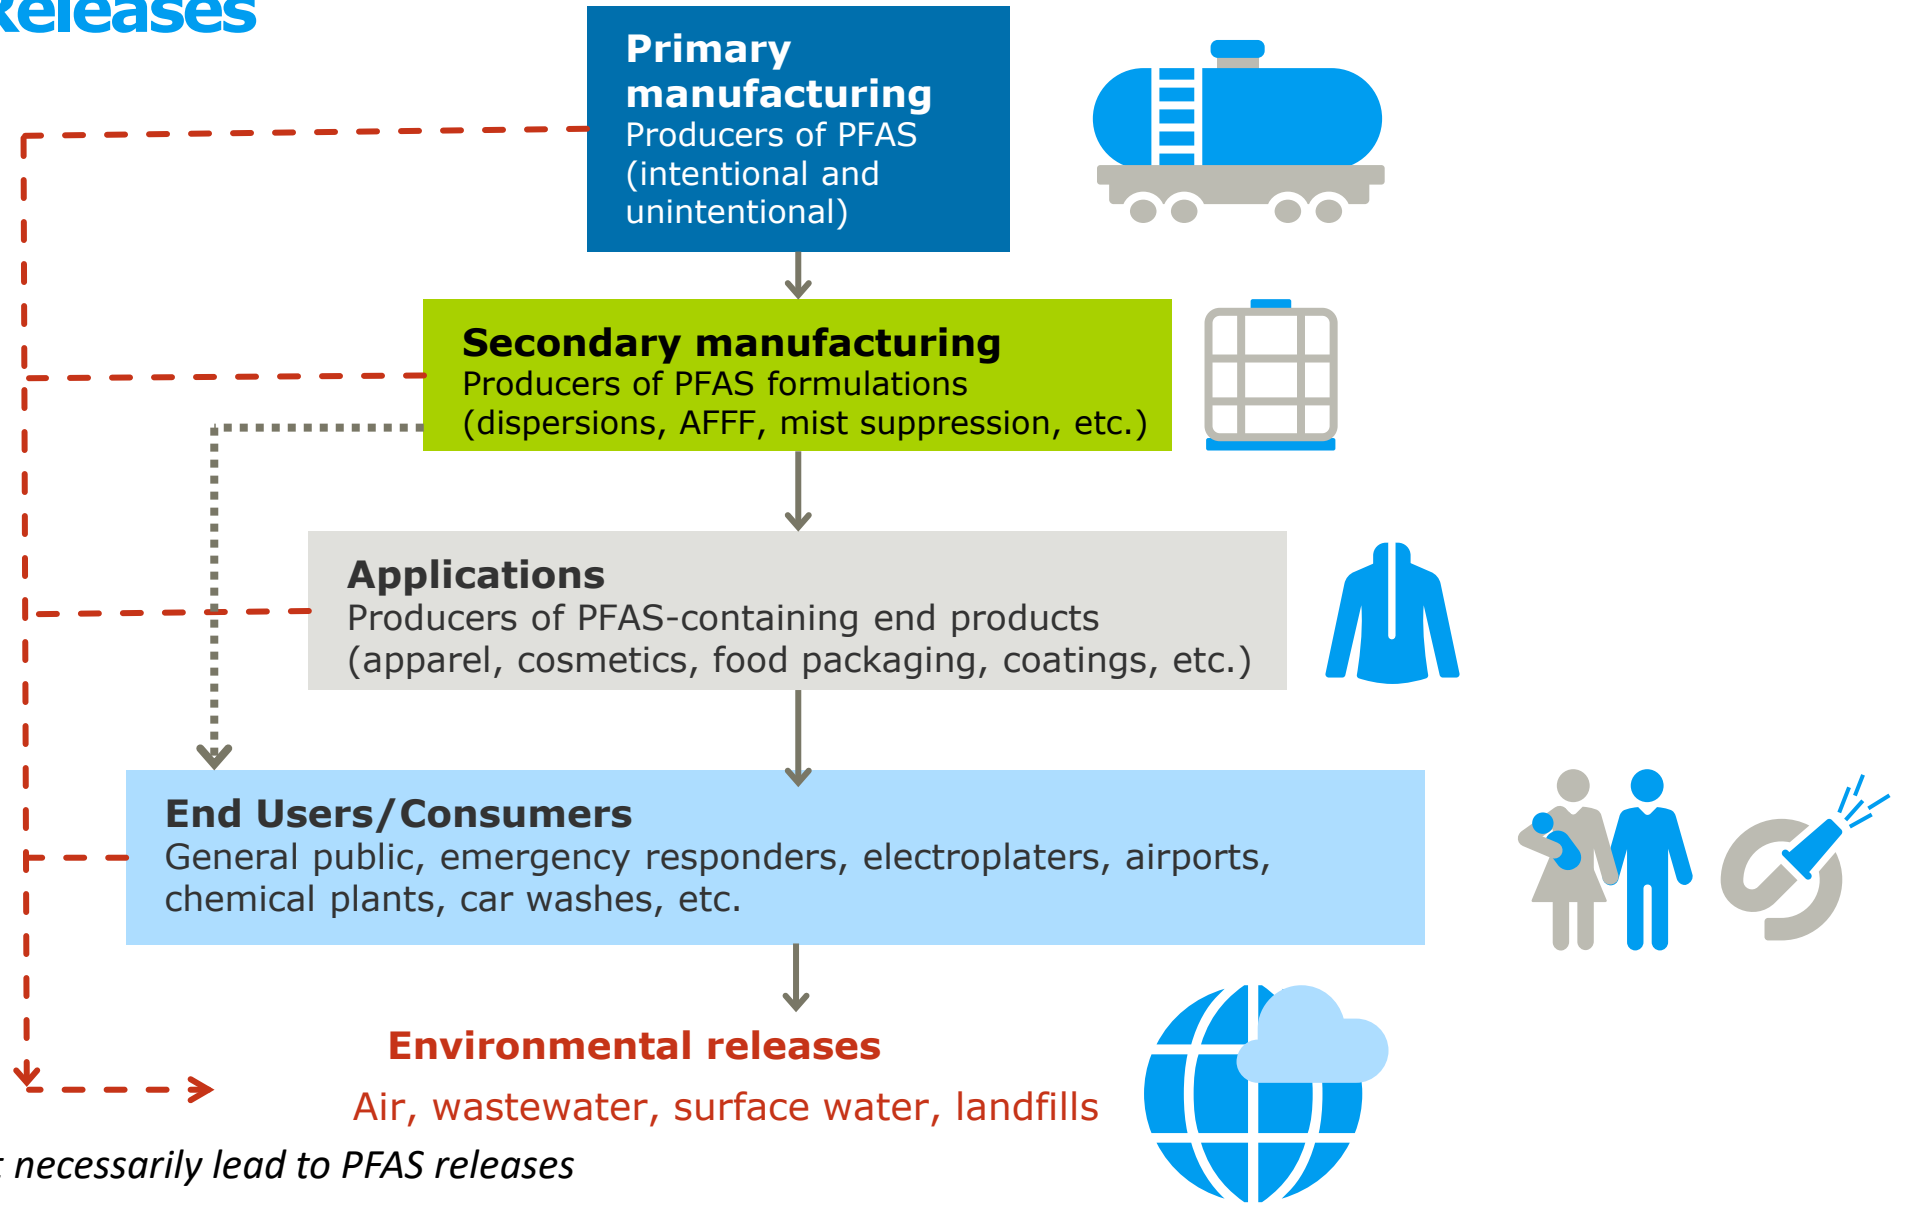 Releases
Primary
manufacturing
Producers of PFAS
(intentional and
unintentional)
Secondary manufacturing
Producers of PFAS formulations
(dispersions, AFFF, mist suppression, etc.)
Applications
Producers of PFAS-containing end products
(apparel, cosmetics, food packaging, coatings, etc.)
End Users/Consumers
General public, emergency responders, electroplaters, airports,
chemical plants, car washes, etc.
Environmental releases
Air, wastewater, surface water, landfills
necessarily lead to PFAS releases